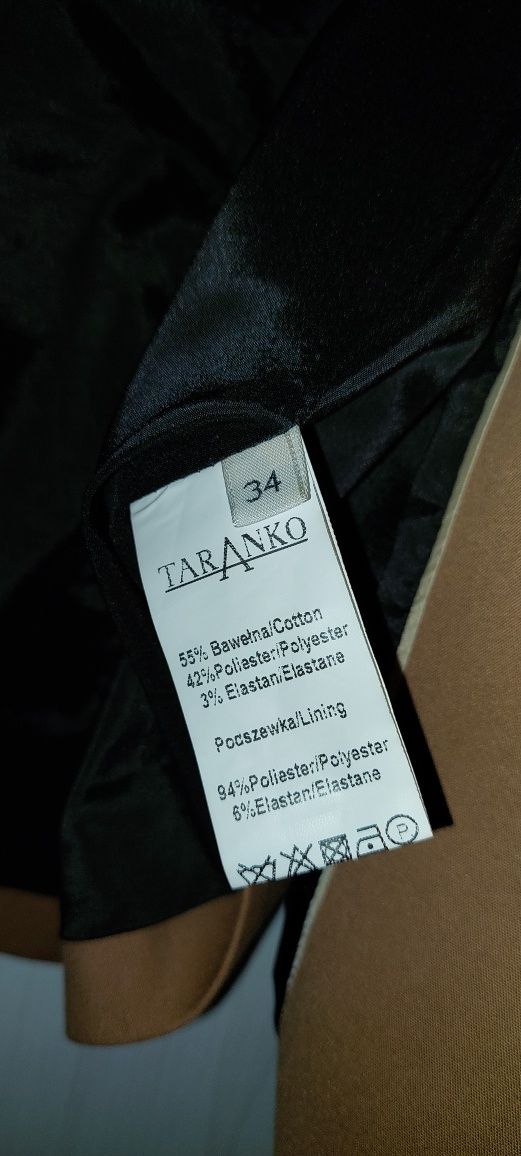 34
TARANKO
55% Bawełna/Cotton
42%Poliester/Polyester
3% Elastan/Elastane
Podszewka/Lining
94%Poliester/Polyester
6%Elastan/Elastane
P